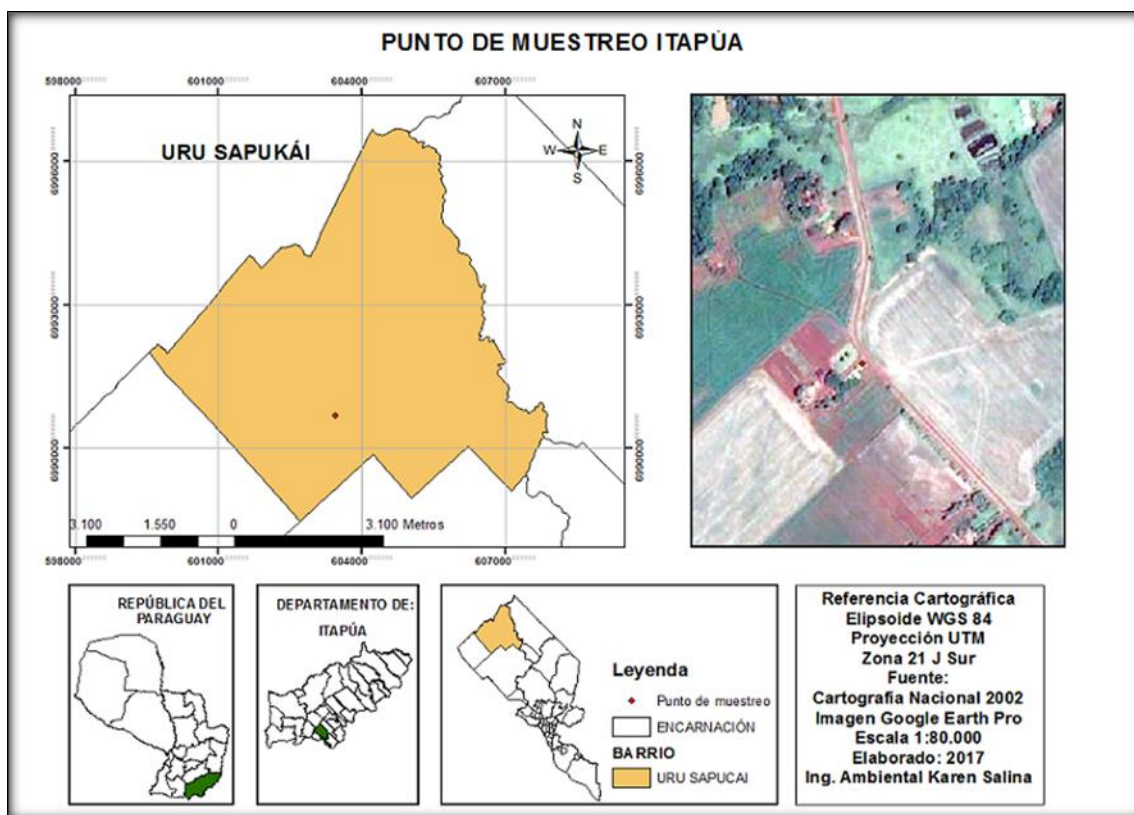 PUNTO DE MUESTREO ITAPÚA
598000
601000
604000
607000
URU SAPUKÁI
N
W
E
S
6996000
6996000
6993000
6993000
6990000
6990000
3.100
1.550
0
3.100 Metros
598000
601000
604000
607000
REPÚBLICA DEL
PARAGUAY
DEPARTAMENTO DE:
ITAPÚA
Leyenda
Punto de muestreo
ENCARNACIÓN
BARRIO
URU SAPUCAI
Referencia Cartográfica
Elipsoide WGS 84
Proyección UTM
Zona 21 J Sur
Fuente:
Cartografía Nacional 2002
Imagen Google Earth Pro
Escala 1:80.000
Elaborado: 2017
Ing. Ambiental Karen Salina